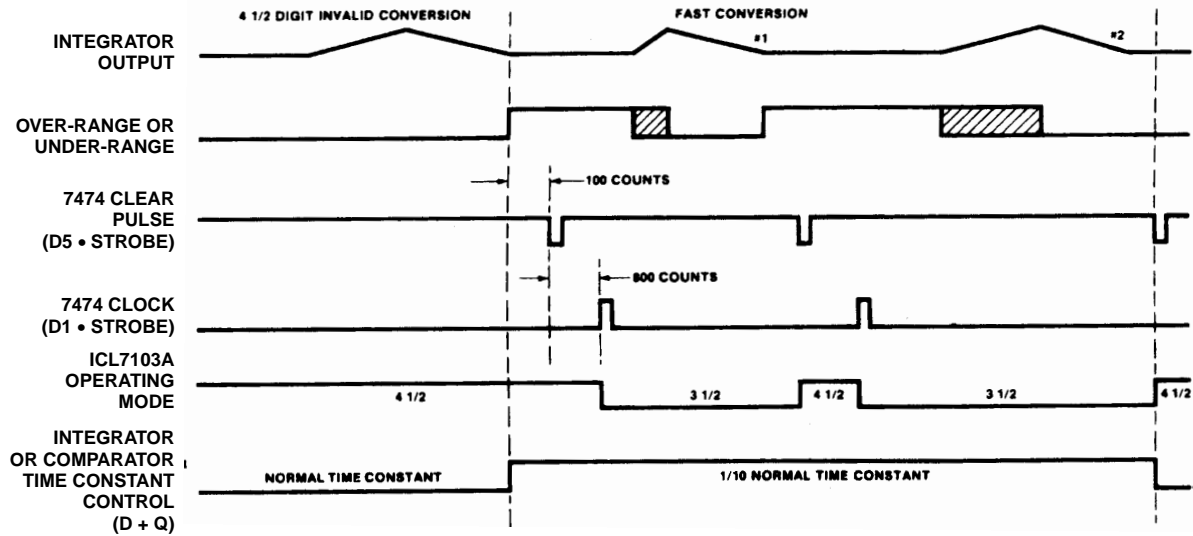 4 1/2 DIGIT INVALID CONVERSION
FAST CONVERSION
INTEGRATOR
OUTPUT
#1
#2
OVER-RANGE OR
UNDER-RANGE
100 COUNTS
7474 CLEAR
PULSE
(D5 • STROBE)
800 COUNTS
7474 CLOCK
(D1 • STROBE)
ICL7103A
OPERATING
MODE
4 1/2
3 1/2
4 1/2
3 1/2
4 1/2
INTEGRATOR
OR COMPARATOR
TIME CONSTANT
CONTROL
(D + Q)
NORMAL TIME CONSTANT
1/10 NORMAL TIME CONSTANT